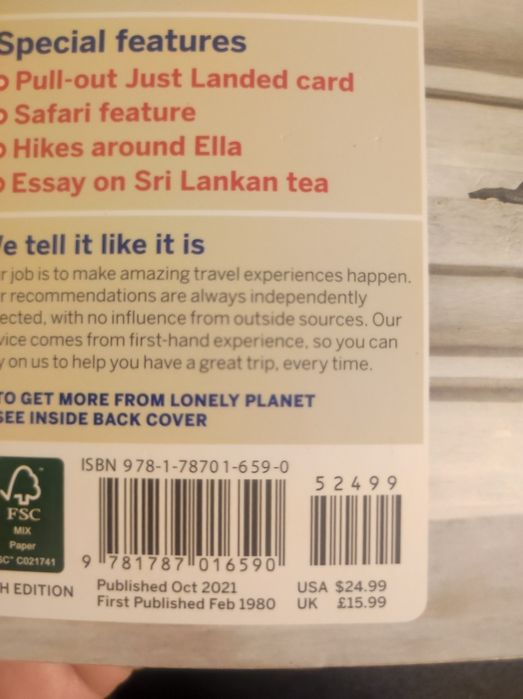 Special features
Pull-out Just Landed card
Safari feature
Hikes around Ella
Essay on Sri Lankan tea
tell it like it is
job is to make amazing travel experiences happen.
recommendations are always independently
ected, with no influence from outside sources. Our
vice comes from first-hand experience, so you can
on us to help you have a great trip, every time.
TO GET MORE FROM LONELY PLANET
SEE INSIDE BACK COVER
ISBN 978-1-78701-659-0
52499
FSC
MIX
Paper
C021741
9 781787 016590
H EDITION
Published Oct 2021
First Published Feb 1980
USA $24.99
UK £15.99